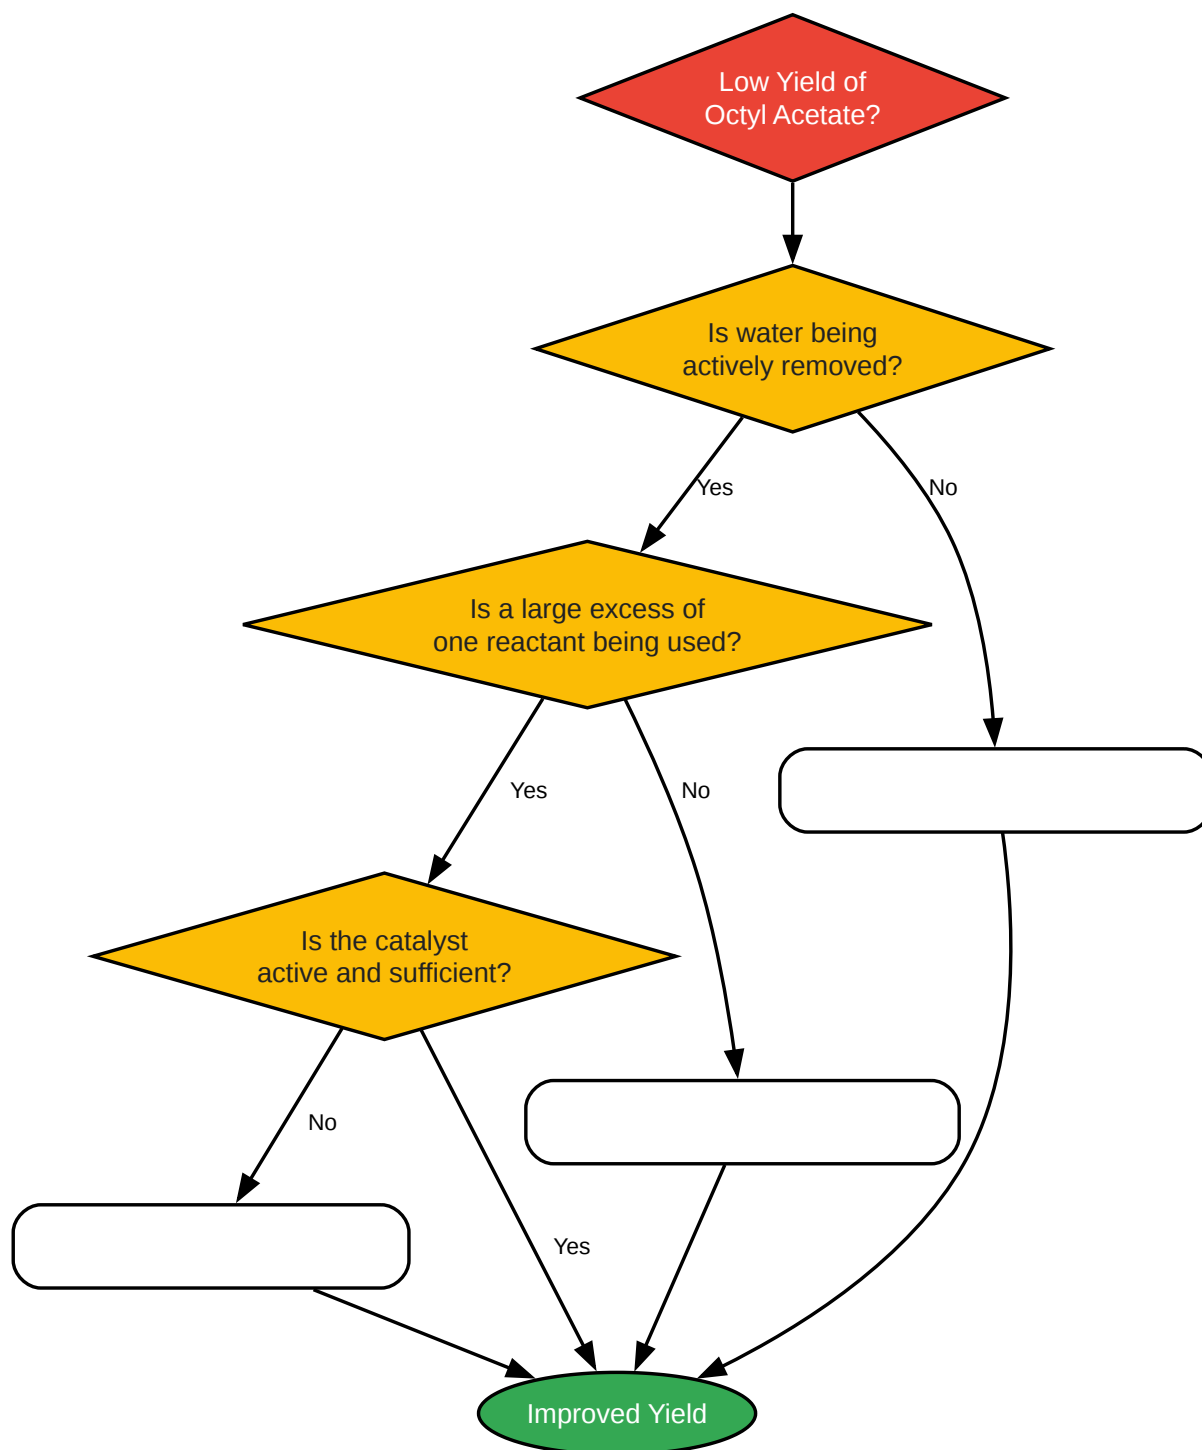 Low Yield of
Octyl Acetate?
Is water being
actively removed?
Yes
No
Is a large excess of
one reactant being used?
Yes
No
Is the catalyst
active and sufficient?
No
Yes
Improved Yield